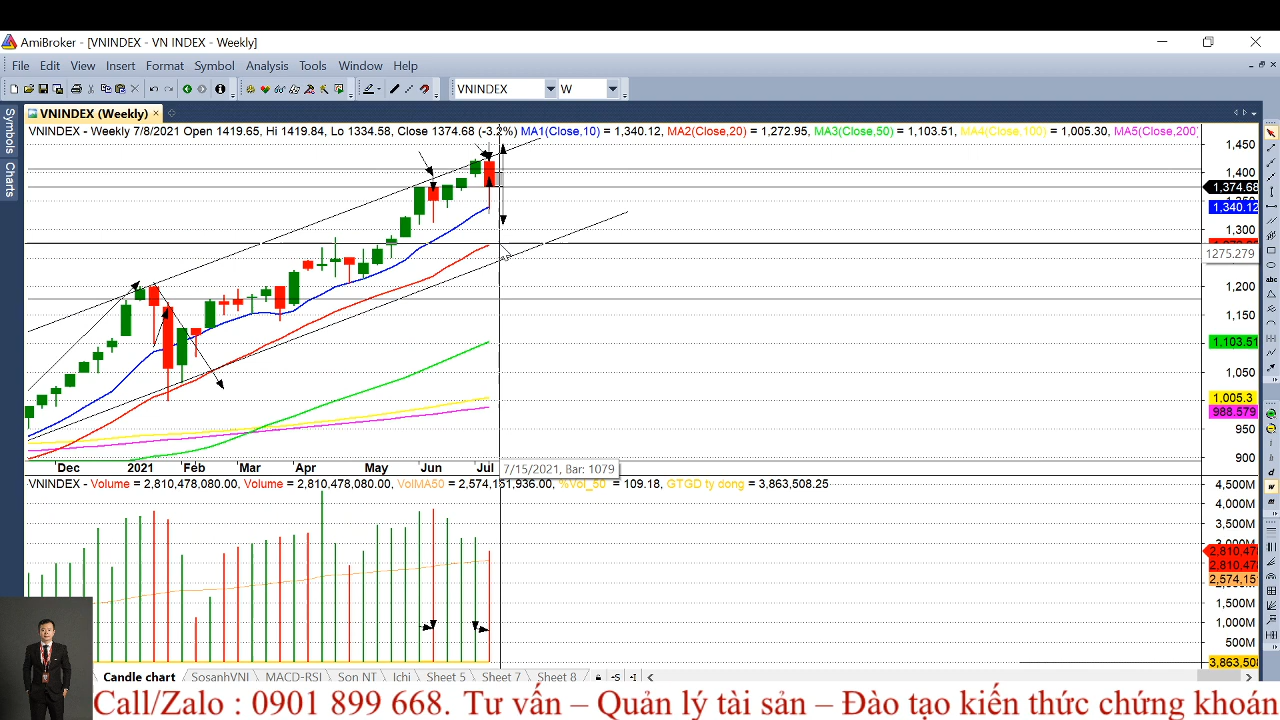 AmiBroker - [VNINDEX - VN INDEX - Weekly]
File Edit View Insert Format Symbol Analysis Tools Window Help
VNINDEX W
VNINDEX (Weekly)
Symbols
Charts
VNINDEX - Weekly 7/8/2021 Open 1419.65, Hi 1419.84, Lo 1334.58, Close 1374.68 (-3.2%) MA1(Close,10) = 1,340.12, MA2(Close,20) = 1,272.95, MA3(Close,50) = 1,103.51, MA4(Close,100) = 1,005.30, MA5(Close,200)
1,450
1,400
1,374.68
1,340.12
1,300
1275.279
1,200
1,150
1,103.51
1,050
1,005.3
988.579
950
900
Dec 2021 Feb Mar Apr May Jun Jul 7/15/2021, Bar: 1079
VNINDEX - Volume = 2,810,478,080.00, Volume = 2,810,478,080.00, VolMA50 = 2,574,151,936.00, %Vol_50 = 109.18, GTGD ty dong = 3,863,508.25
4,500M
4,000M
3,500M
3,000M
2,810,47
2,810,47
2,574,15
1,500M
1,000M
500M
3,863,50
Candle chart SosanhVNI MACD-RSI Son NT Ichi Sheet 5 Sheet 7 Sheet 8
Call/Zalo : 0901 899 668. Tư vấn – Quản lý tài sản – Đào tạo kiến thức chứng khoán